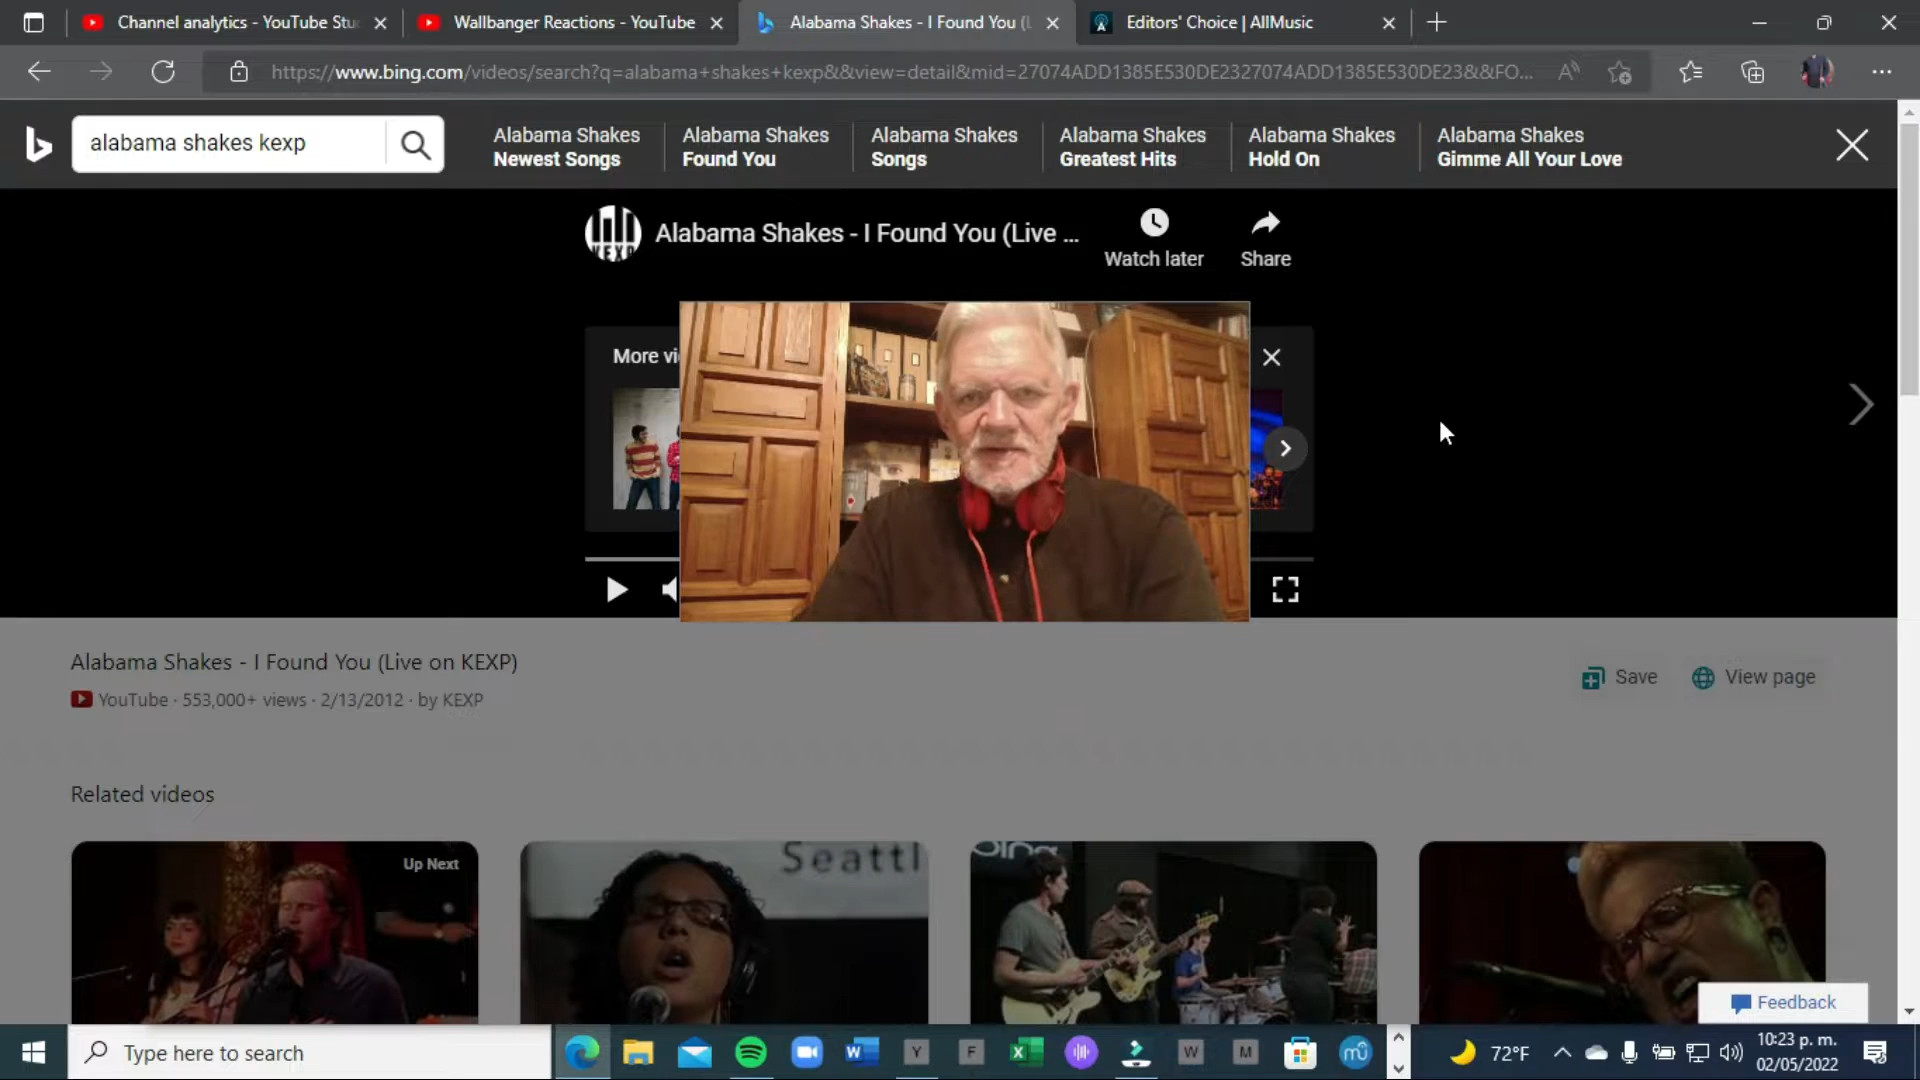 Channel analytics - YouTube Stu
Wallbanger Reactions - YouTube
Alabama Shakes - I Found You (L
Editors' Choice | AllMusic
https://www.bing.com/videos/search?q=alabama+shakes+kexp&&view=detail&mid=27074ADD1385E530DE2327074ADD1385E530DE23&&FO...
alabama shakes kexp
Alabama Shakes
Newest Songs
Alabama Shakes
Found You
Alabama Shakes
Songs
Alabama Shakes
Greatest Hits
Alabama Shakes
Hold On
Alabama Shakes
Gimme All Your Love
KEXP
Alabama Shakes - I Found You (Live ...
Watch later
Share
More vi
Alabama Shakes - I Found You (Live on KEXP)
YouTube · 553,000+ views · 2/13/2012 · by KEXP
Save
View page
Related videos
Up Next
Seattl
bing
Feedback
Type here to search
W
Y
F
X
W
M
mu
72°F
10:23 p. m.
02/05/2022